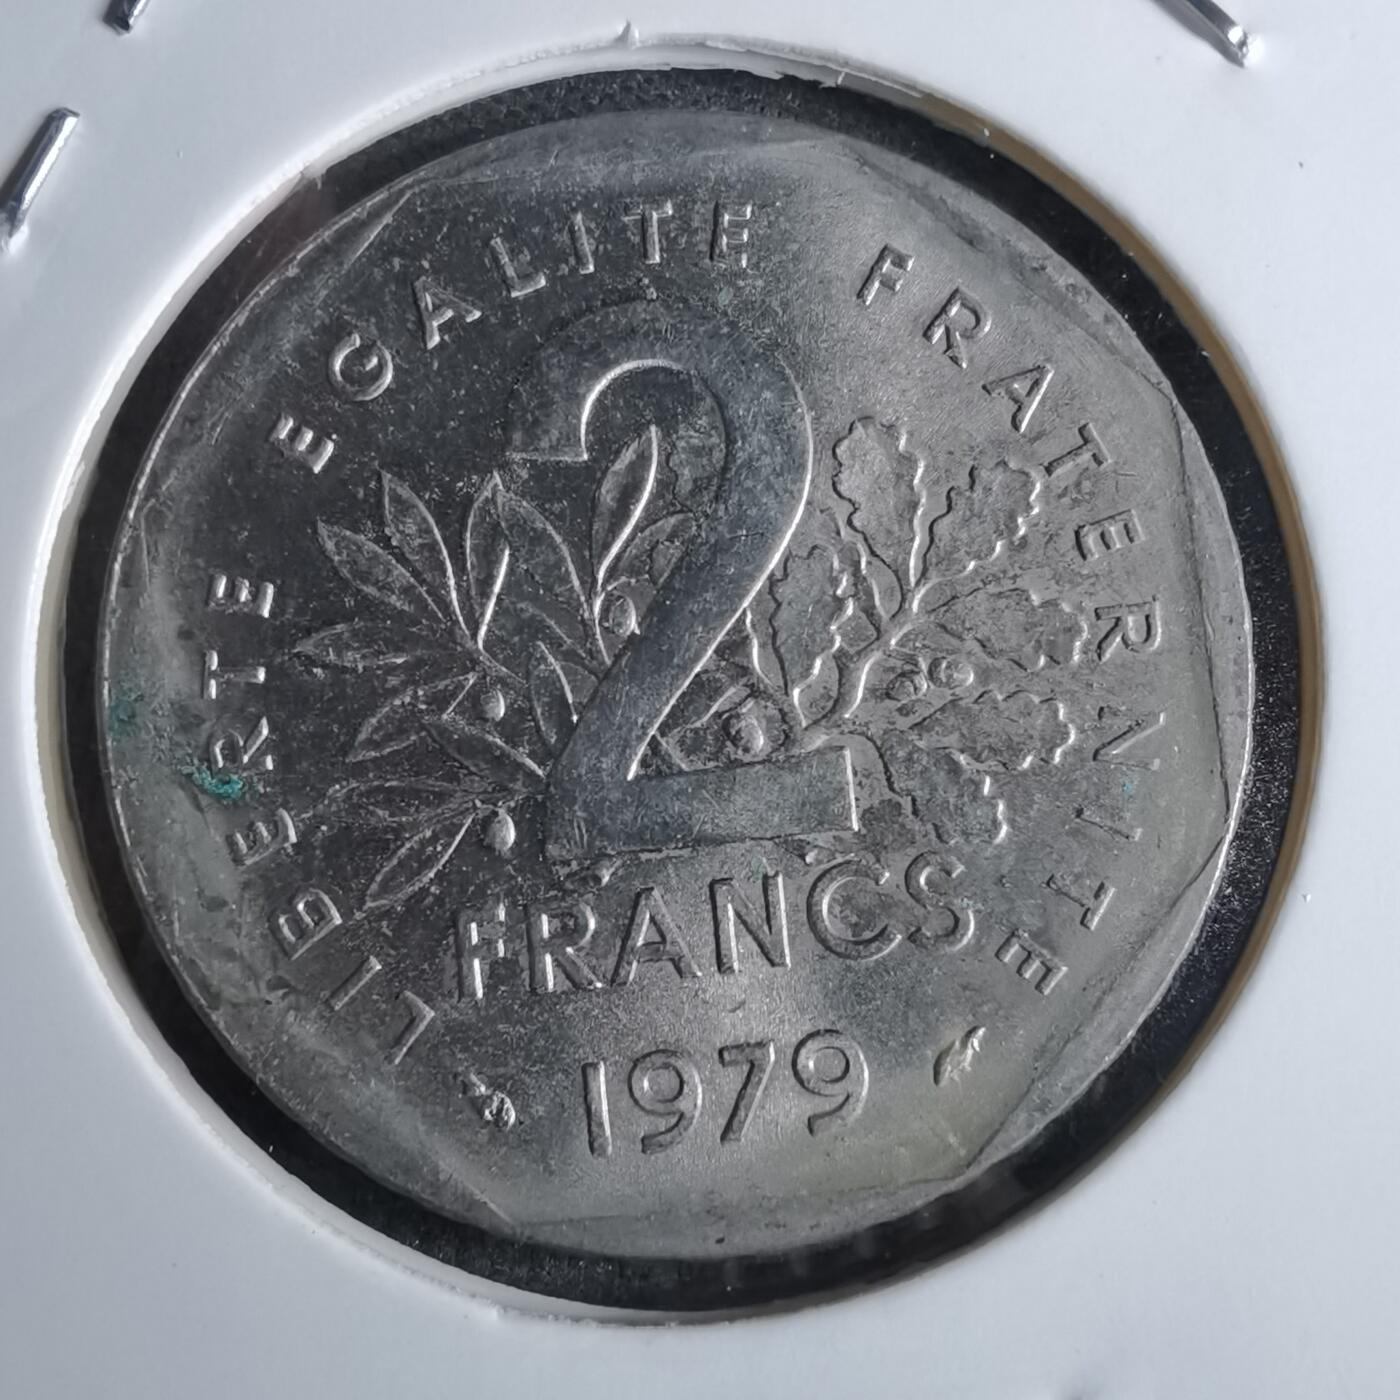 LIBERTE EGALITE FRATERNITE
2
FRANCS
1979